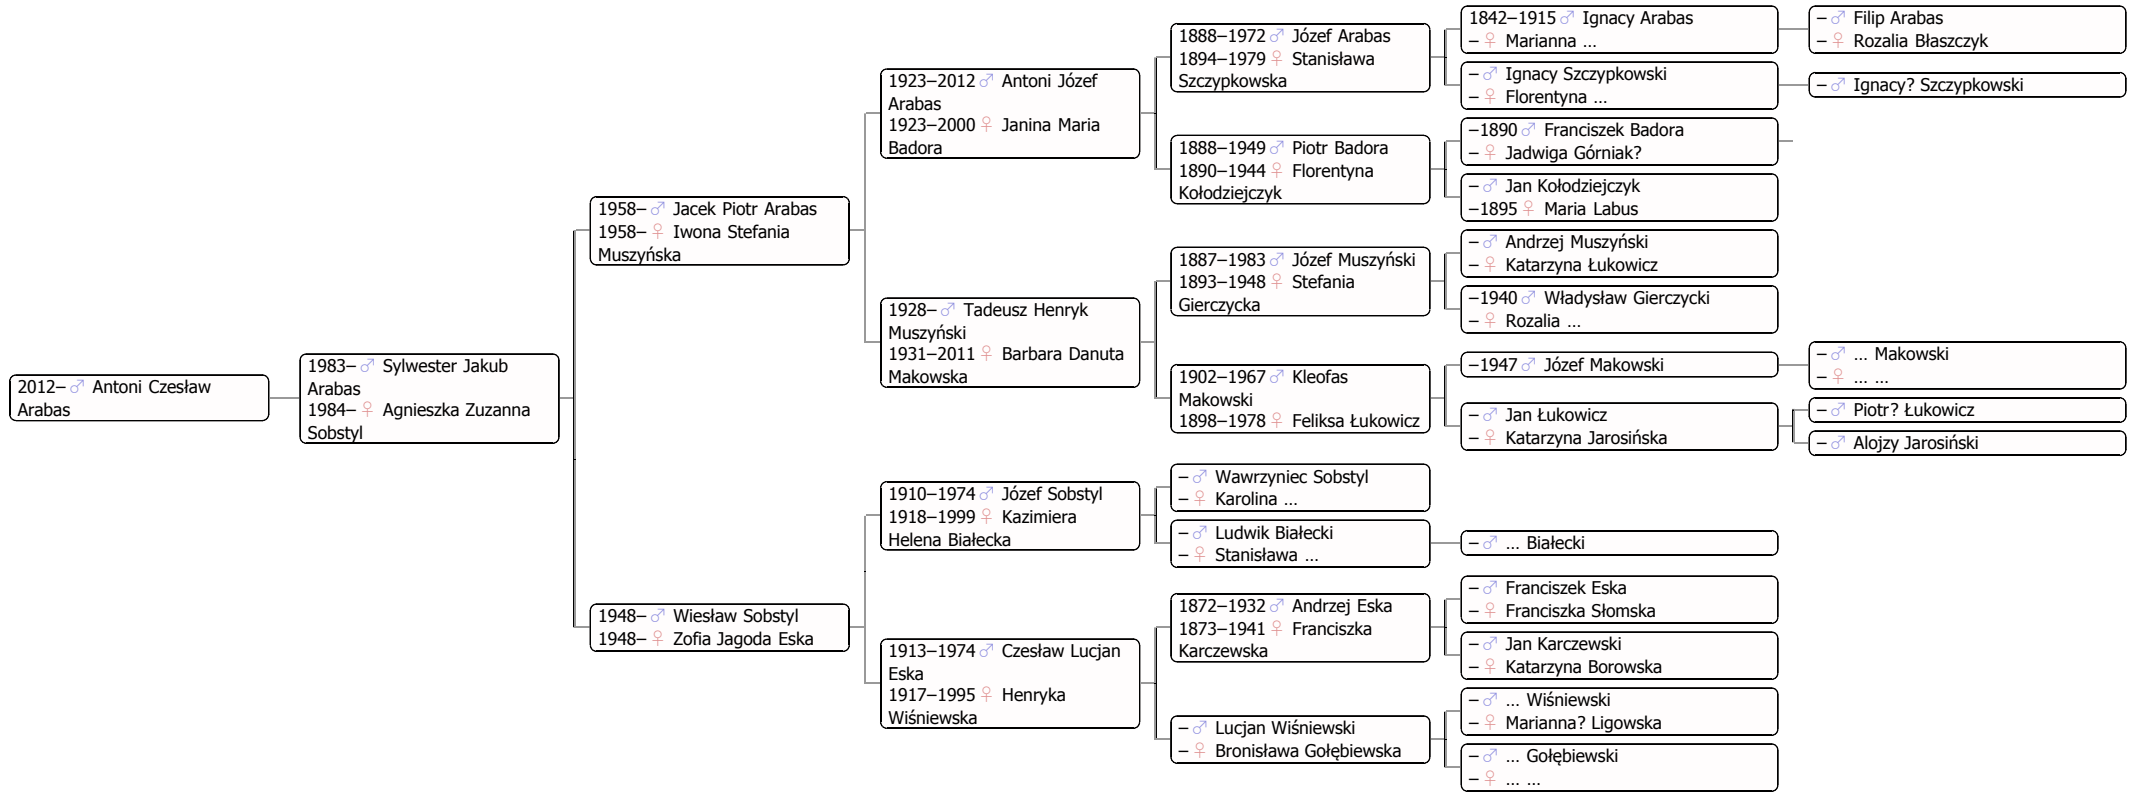 2012– ♂ Antoni Czesław
Arabas
1983– ♂ Sylwester Jakub
Arabas
1984– ♀ Agnieszka Zuzanna
Sobstyl
1958– ♂ Jacek Piotr Arabas
1958– ♀ Iwona Stefania
Muszyńska
1948– ♂ Wiesław Sobstyl
1948– ♀ Zofia Jagoda Eska
1923–2012 ♂ Antoni Józef
Arabas
1923–2000 ♀ Janina Maria
Badora
1928– ♂ Tadeusz Henryk
Muszyński
1931–2011 ♀ Barbara Danuta
Makowska
1910–1974 ♂ Józef Sobstyl
1918–1999 ♀ Kazimiera
Helena Białecka
1913–1974 ♂ Czesław Lucjan
Eska
1917–1995 ♀ Henryka
Wiśniewska
1888–1972 ♂ Józef Arabas
1894–1979 ♀ Stanisława
Szczypkowska
1888–1949 ♂ Piotr Badora
1890–1944 ♀ Florentyna
Kołodziejczyk
1887–1983 ♂ Józef Muszyński
1893–1948 ♀ Stefania
Gierczycka
1902–1967 ♂ Kleofas
Makowski
1898–1978 ♀ Feliksa Łukowicz
– ♂ Wawrzyniec Sobstyl
– ♀ Karolina ...
– ♂ Ludwik Białecki
– ♀ Stanisława ...
1872–1932 ♂ Andrzej Eska
1873–1941 ♀ Franciszka
Karczewska
– ♂ Lucjan Wiśniewski
– ♀ Bronisława Gołębiewska
1842–1915 ♂ Ignacy Arabas
– ♀ Marianna ...
– ♂ Ignacy Szczypkowski
– ♀ Florentyna ...
–1890 ♂ Franciszek Badora
– ♀ Jadwiga Górniak?
– ♂ Jan Kołodziejczyk
–1895 ♀ Maria Labus
– ♂ Andrzej Muszyński
– ♀ Katarzyna Łukowicz
–1940 ♂ Władysław Gierczycki
– ♀ Rozalia ...
–1947 ♂ Józef Makowski
– ♂ Jan Łukowicz
– ♀ Katarzyna Jarosińska
– ♂ ... Białecki
– ♂ Franciszek Eska
– ♀ Franciszka Słomska
– ♂ Jan Karczewski
– ♀ Katarzyna Borowska
– ♂ ... Wiśniewski
– ♀ Marianna? Ligowska
– ♂ ... Gołębiewski
– ♀ ... ...
– ♂ Filip Arabas
– ♀ Rozalia Błaszczyk
– ♂ Ignacy? Szczypkowski
– ♂ ... Makowski
– ♀ ... ...
– ♂ Piotr? Łukowicz
– ♂ Alojzy Jarosiński